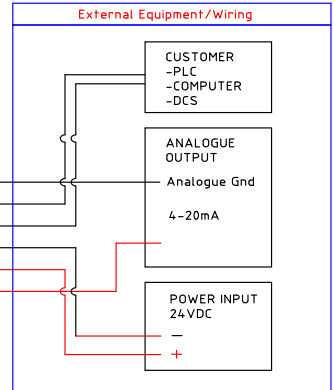 External Equipment/Wiring
CUSTOMER
-PLC
-COMPUTER
-DCS
ANALOGUE
OUTPUT
Analogue Gnd
4-20mA
POWER INPUT
24VDC
—
+